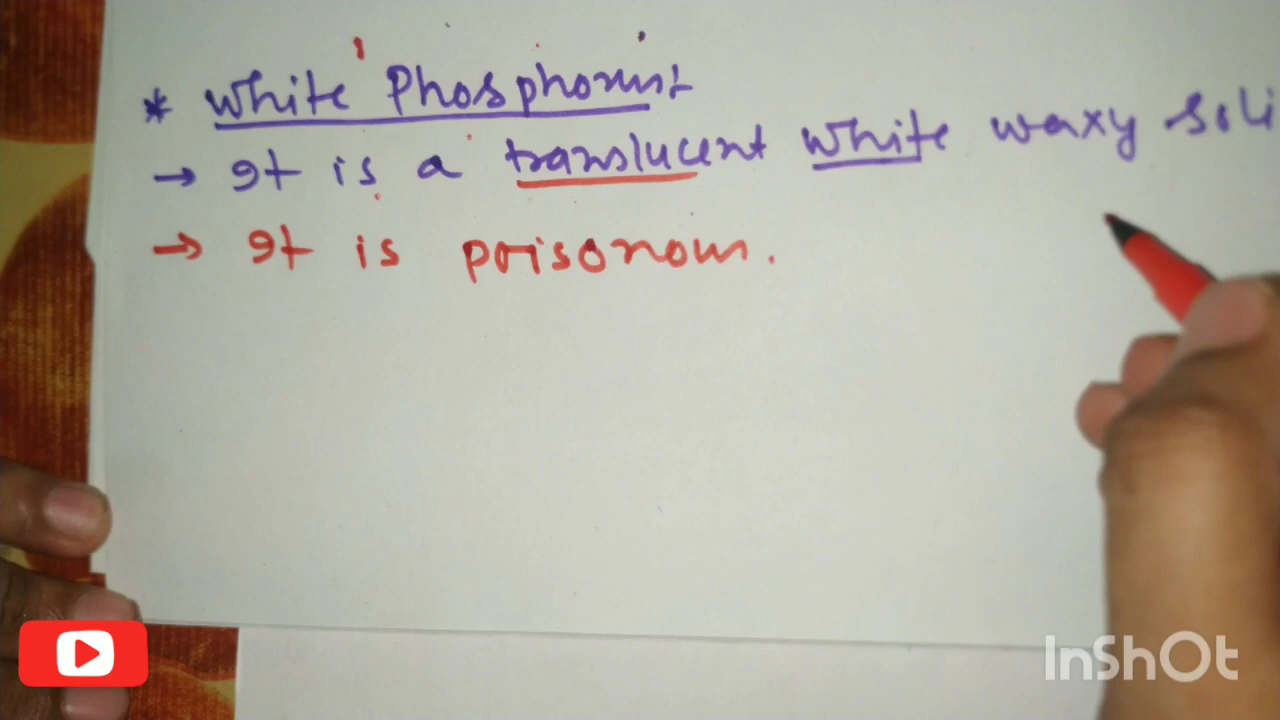 * White Phosphorus
→ It is a translucent white waxy soli
→ It is poisonous.
InShOt